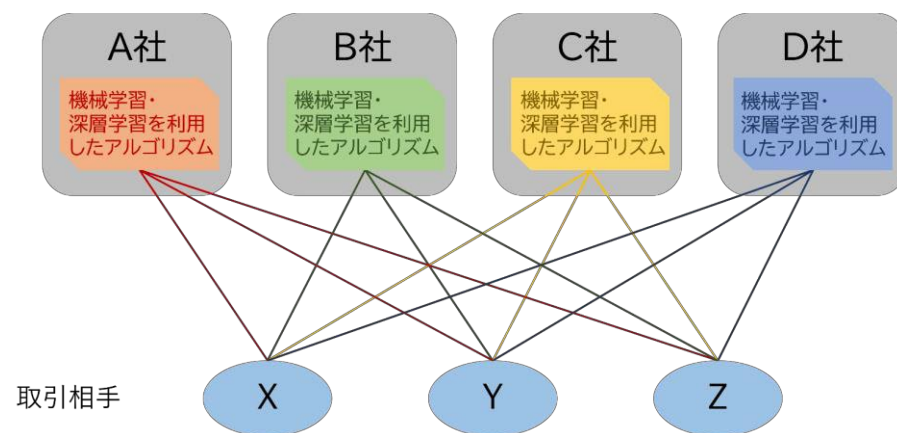 A社
B社
C社
D社
機械学習・
深層学習を利用
したアルゴリズム
機械学習・
深層学習を利用
したアルゴリズム
機械学習・
深層学習を利用
したアルゴリズム
機械学習・
深層学習を利用
したアルゴリズム
取引相手
X
Y
Z